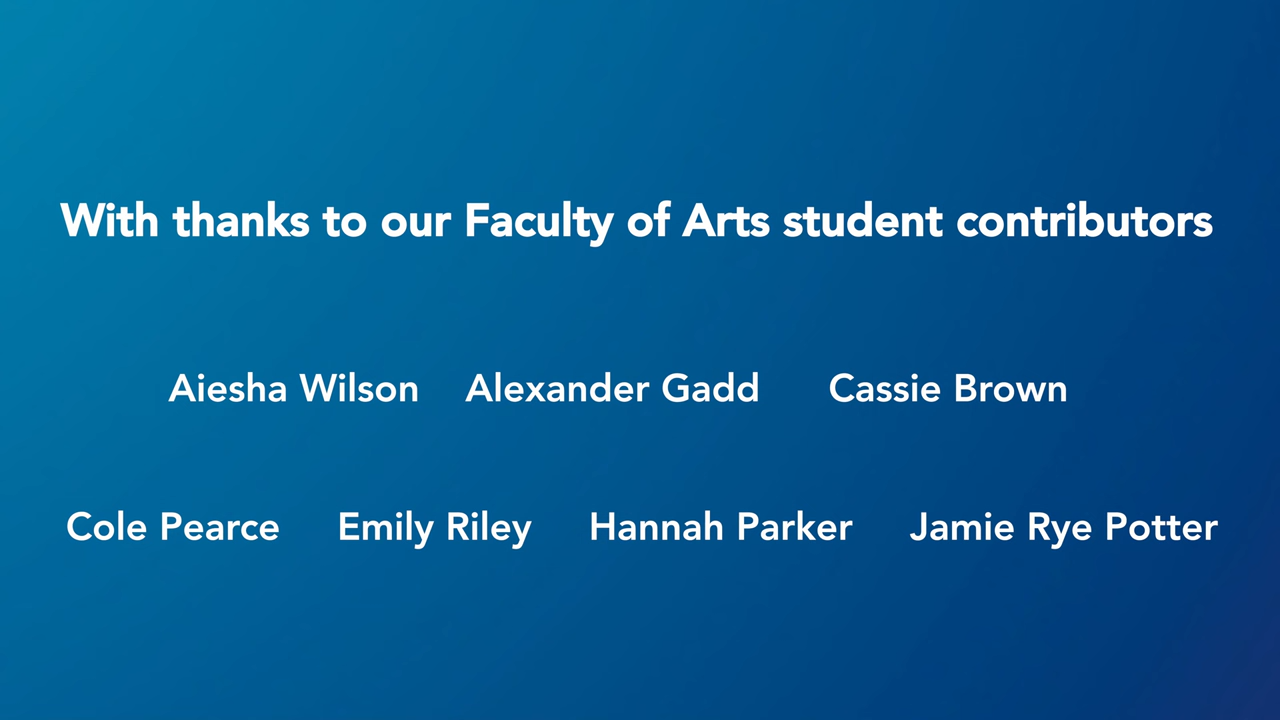 With thanks to our Faculty of Arts student contributors
Aiesha Wilson Alexander Gadd Cassie Brown
Cole Pearce Emily Riley Hannah Parker Jamie Rye Potter